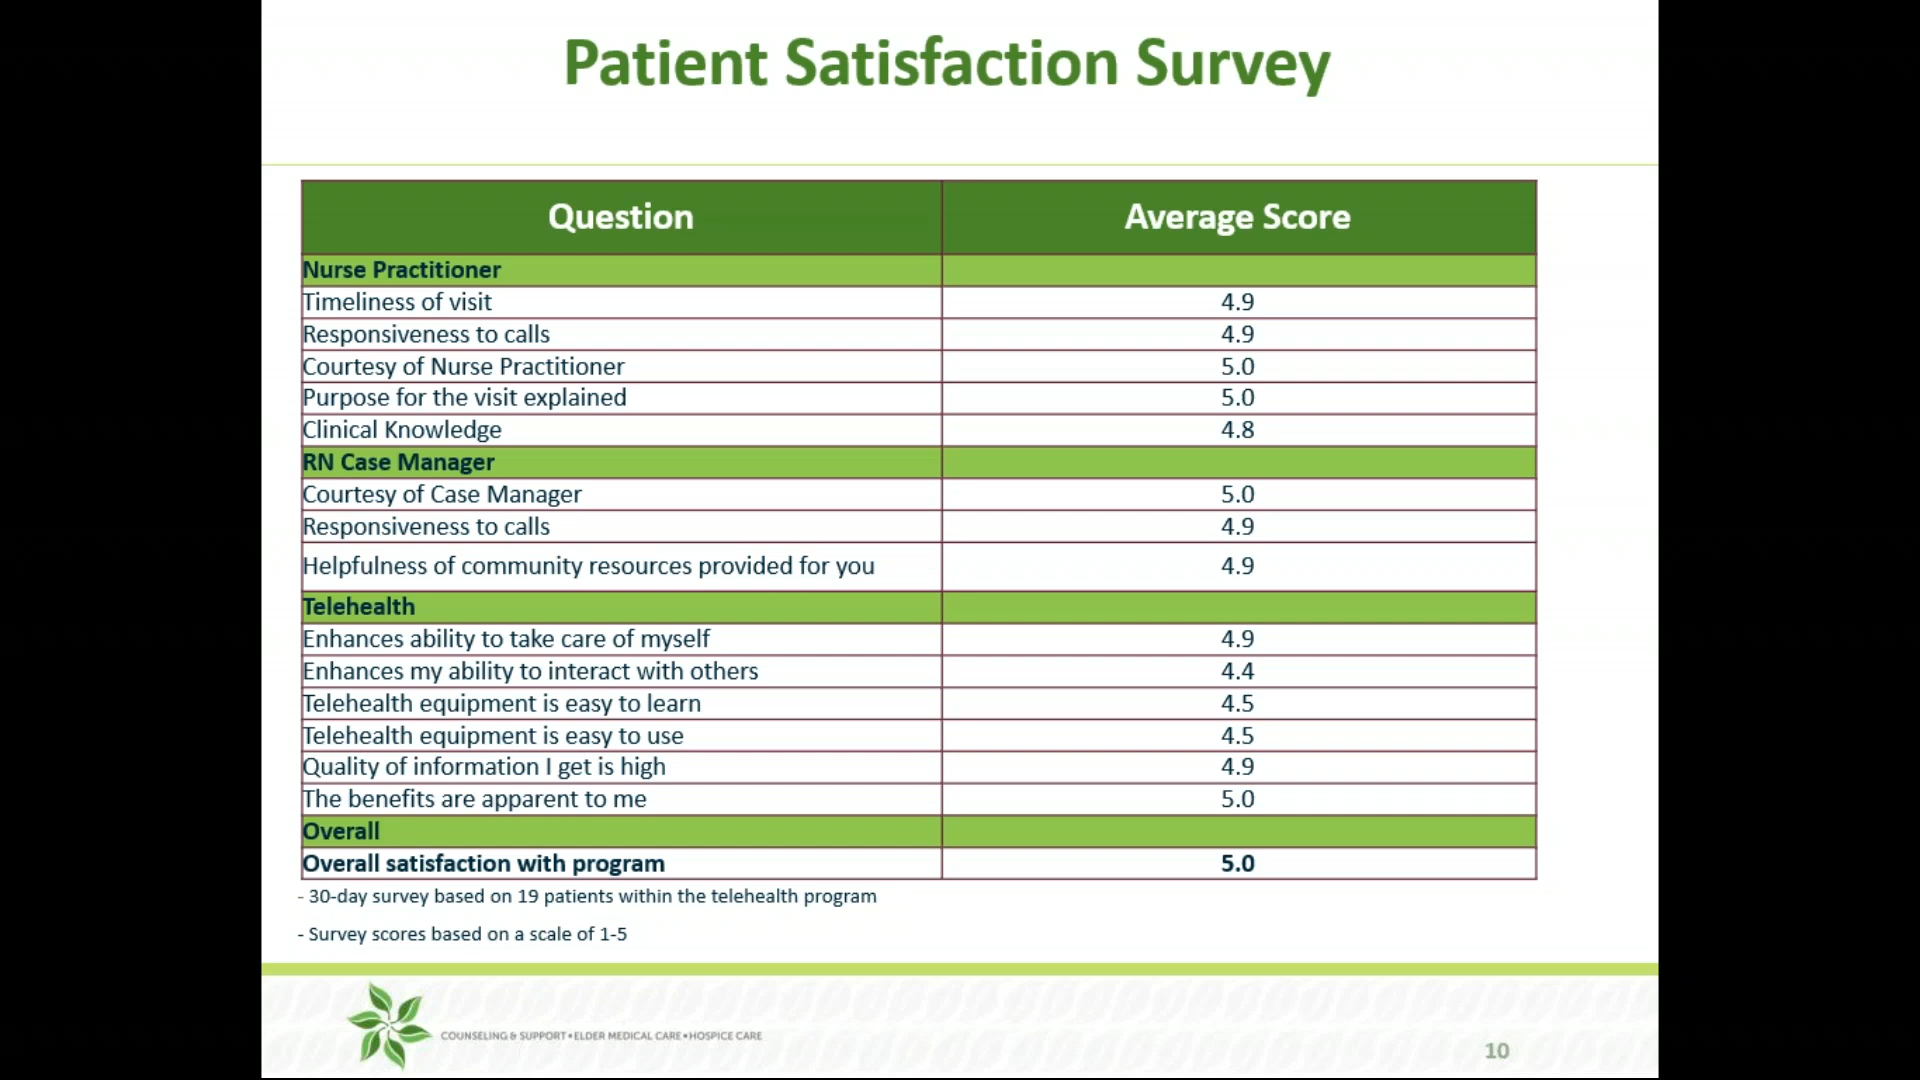 Patient Satisfaction Survey
Question Average Score
Nurse Practitioner
Timeliness of visit 4.9
Responsiveness to calls 4.9
Courtesy of Nurse Practitioner 5.0
Purpose for the visit explained 5.0
Clinical Knowledge 4.8
RN Case Manager
Courtesy of Case Manager 5.0
Responsiveness to calls 4.9
Helpfulness of community resources provided for you 4.9
Telehealth
Enhances ability to take care of myself 4.9
Enhances my ability to interact with others 4.4
Telehealth equipment is easy to learn 4.5
Telehealth equipment is easy to use 4.5
Quality of information I get is high 4.9
The benefits are apparent to me 5.0
Overall
Overall satisfaction with program 5.0
- 30-day survey based on 19 patients within the telehealth program
- Survey scores based on a scale of 1-5
COUNSELING & SUPPORT • ELDER MEDICAL CARE • HOSPICE CARE
10